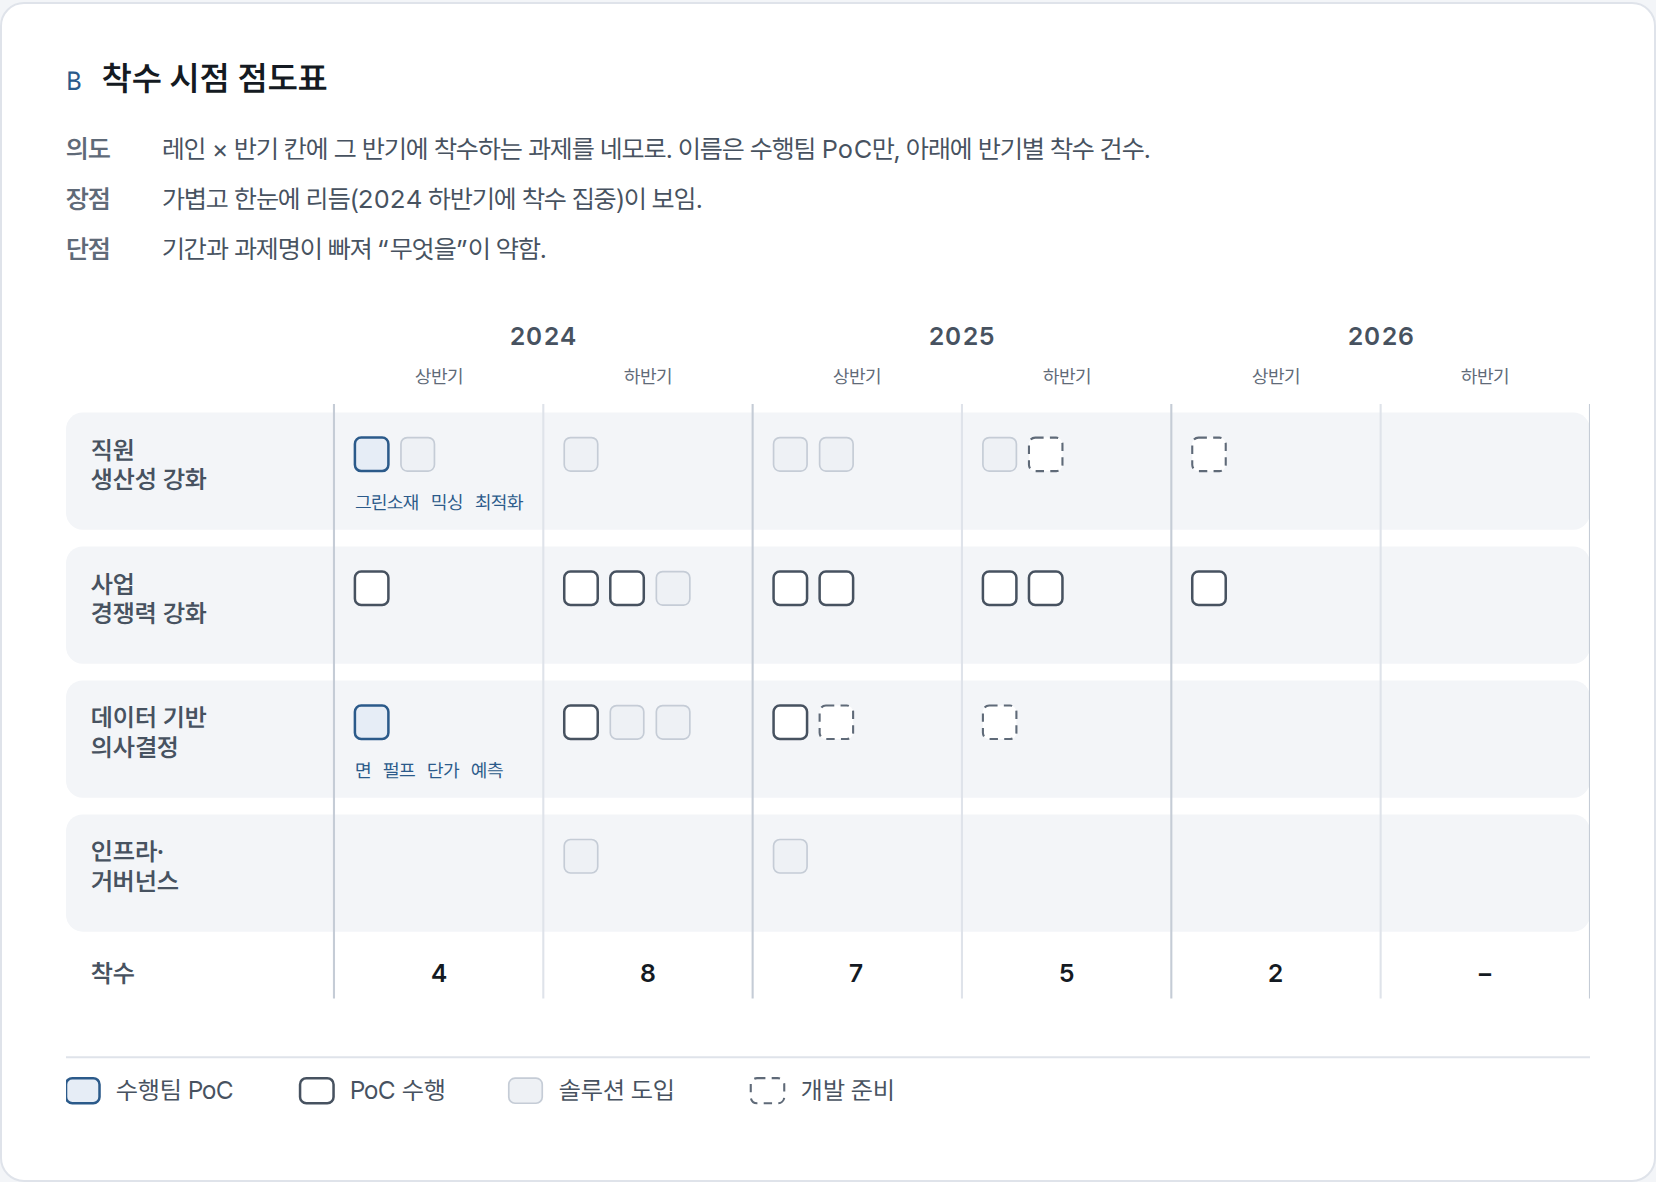 B 착수 시점 점도표
의도 레인 × 반기 칸에 그 반기에 착수하는 과제를 네모로. 이름은 수행팀 PoC만, 아래에 반기별 착수 건수.
장점 가볍고 한눈에 리듬(2024 하반기에 착수 집중)이 보임.
단점 기간과 과제명이 빠져 “무엇을”이 약함.
2024 2025 2026
상반기 하반기 상반기 하반기 상반기 하반기
직원
생산성 강화
그린소재 믹싱 최적화
사업
경쟁력 강화
데이터 기반
의사결정
면 펄프 단가 예측
인프라·
거버넌스
착수 4 8 7 5 2 –
수행팀 PoC PoC 수행 솔루션 도입 개발 준비